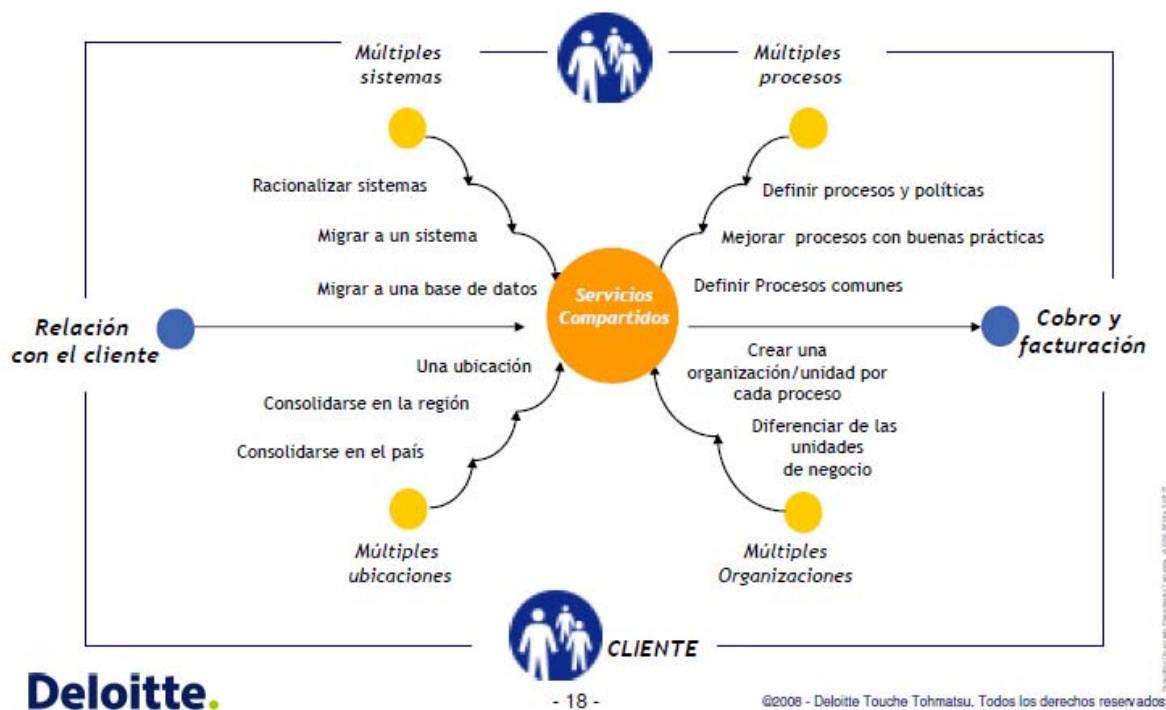 Múltiples
sistemas
Múltiples
procesos
Racionalizar sistemas
Definir procesos y políticas
Migrar a un sistema
Mejorar procesos con buenas prácticas
Migrar a una base de datos
Servicios
Compartidos
Definir Procesos comunes
Relación
con el cliente
Cobro y
facturación
Una ubicación
Crear una
organización/unidad por
cada proceso
Consolidarse en la región
Consolidarse en el país
Diferenciar de las
unidades
de negocio
Múltiples
ubicaciones
Múltiples
Organizaciones
CLIENTE
Deloitte.
- 18 -
©2008 - Deloitte Touche Tohmatsu. Todos los derechos reservados